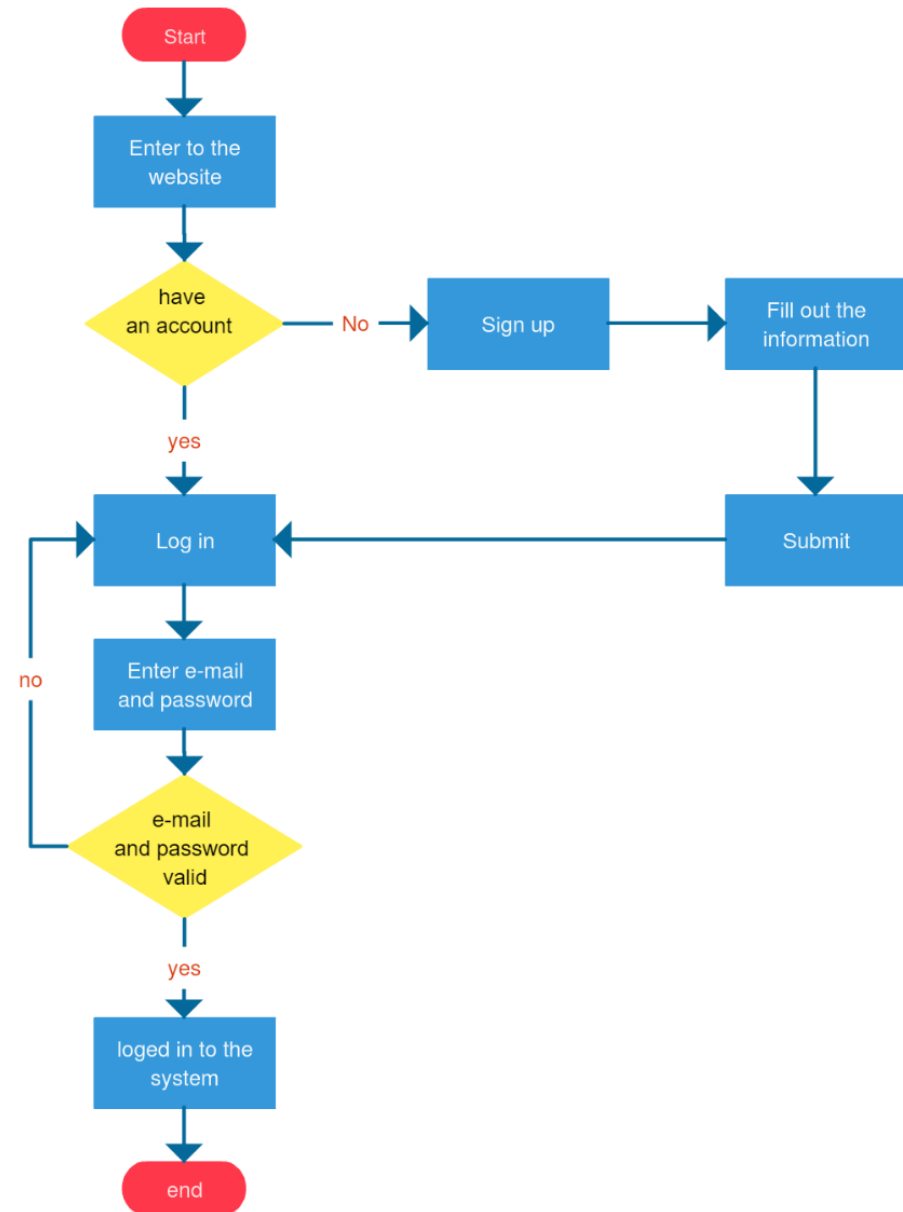 Start
Enter to the
website
have
an account
No
Sign up
Fill out the
information
yes
Log in
Submit
Enter e-mail
and password
no
e-mail
and password
valid
yes
loged in to the
system
end